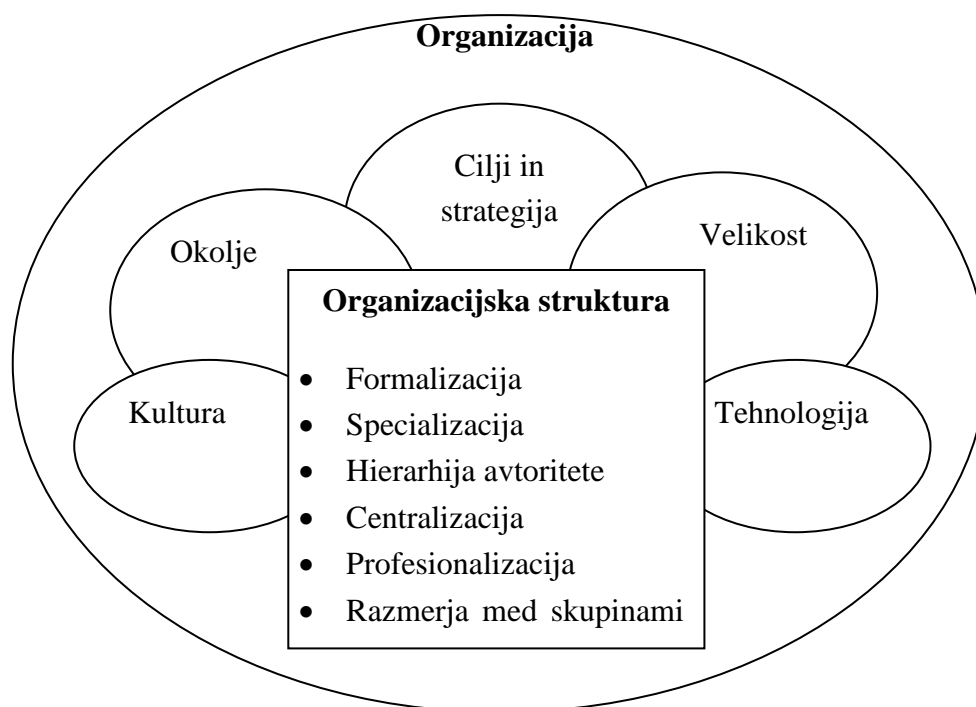 Organizacija
Cilji in
strategija
Okolje
Velikost
Organizacijska struktura
• Formalizacija
• Specializacija
• Hierarhija avtoritete
• Centralizacija
• Profesionalizacija
• Razmerja med skupinami
Kultura
Tehnologija